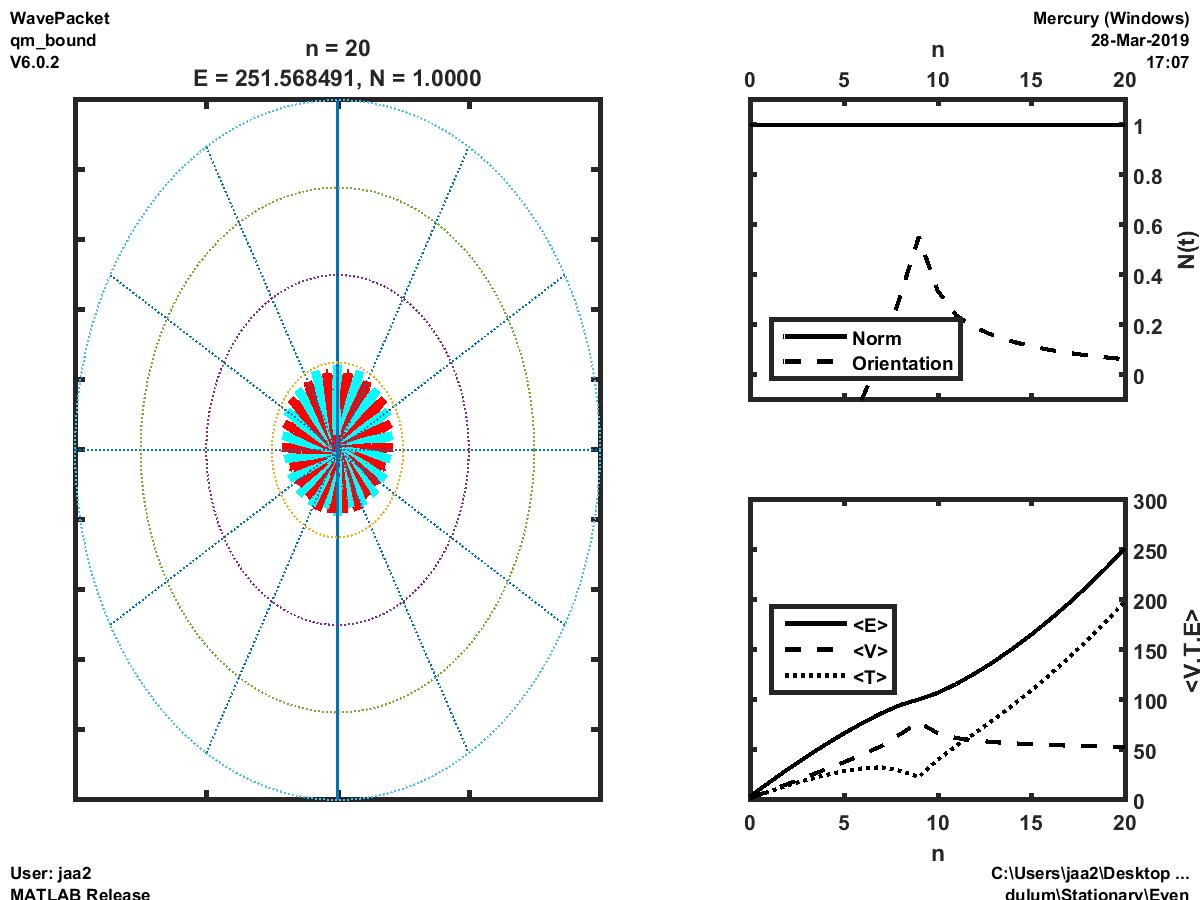 WavePacket
qm_bound
V6.0.2
n = 20
E = 251.568491, N = 1.0000
Mercury (Windows)
28-Mar-2019
17:07
n
0 5 10 15 20
1
0.8
0.6
0.4
0.2
0
N(t)
Norm
Orientation
300
250
200
150
100
50
0
<V,T,E>
<E>
<V>
<T>
0 5 10 15 20
n
User: jaa2
MATLAB Release
C:\Users\jaa2\Desktop ...
dulum\Stationary\Even